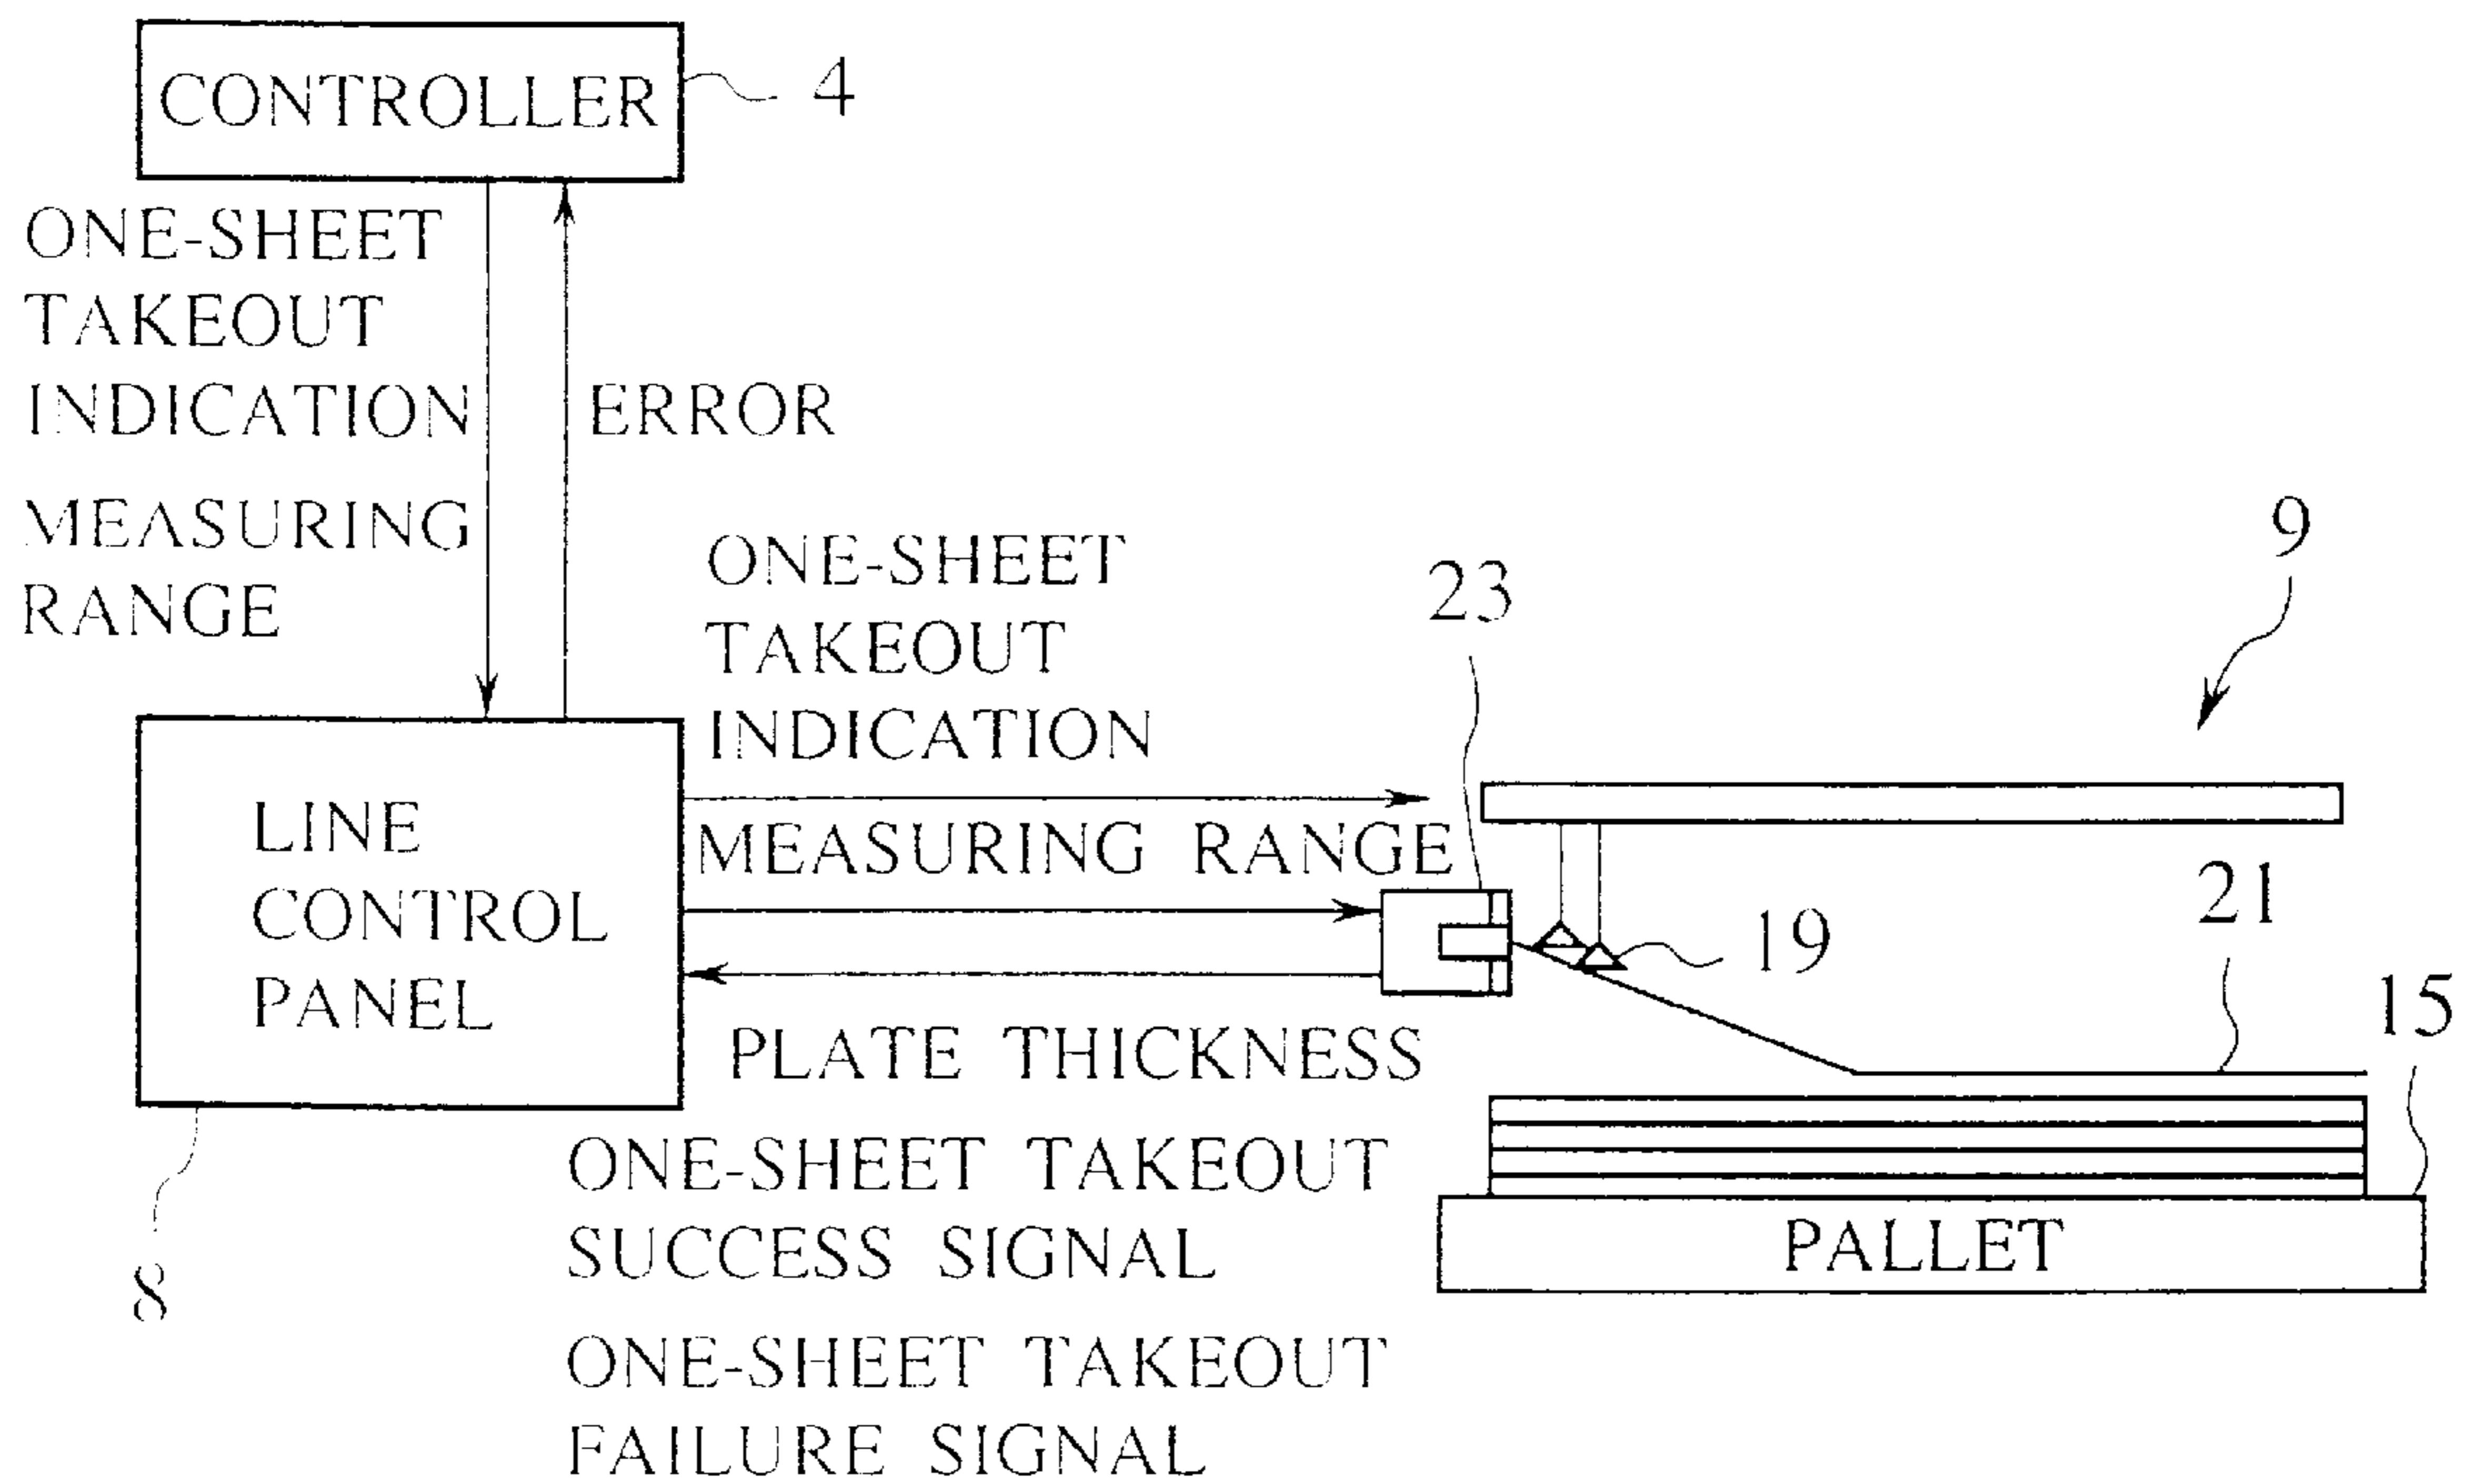 CONTROLLER
4
ONE-SHEET
TAKEOUT
INDICATION
ERROR
MEASURING
RANGE
ONE-SHEET
TAKEOUT
INDICATION
23
9
MEASURING RANGE
LINE
CONTROL
PANEL
19
21
15
PLATE THICKNESS
ONE-SHEET TAKEOUT
SUCCESS SIGNAL
ONE-SHEET TAKEOUT
FAILURE SIGNAL
8
PALLET